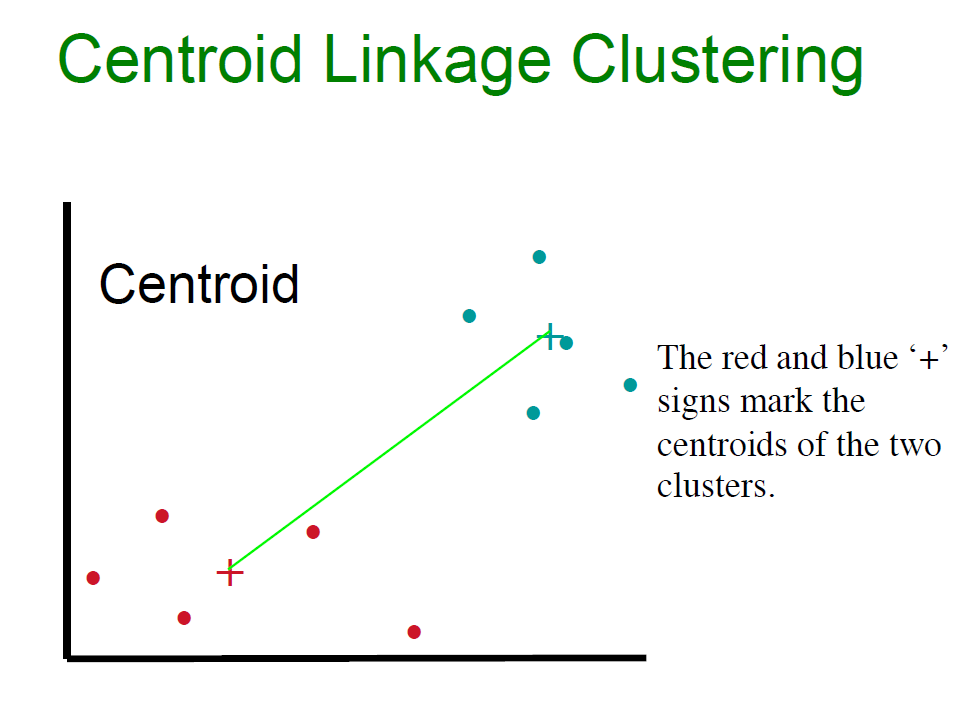 Centroid Linkage Clustering
Centroid
The red and blue ‘+’
signs mark the
centroids of the two
clusters.